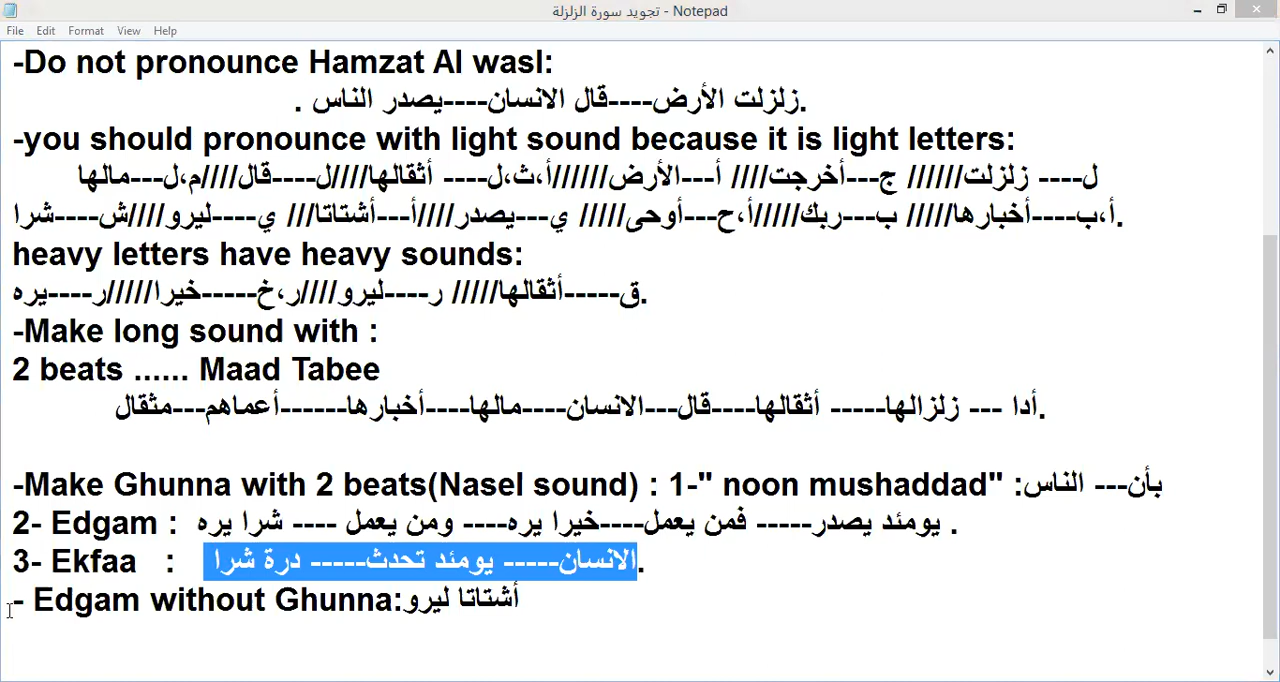 تجويد سورة الزلزلة - Notepad
File Edit Format View Help
-Do not pronounce Hamzat Al wasl:
زلزلت الأرض----قال الانسان----يصدر الناس .
-you should pronounce with light sound because it is light letters:
ل---- زلزلت////// ج---أخرجت//// أ---الأرض//////أ،ث،ل---- أثقالها////ل----قال////م،ل---مالها
أ،ب----أخبارها///// ب---ربك/////أ،ح---أوحى///// ي---يصدر////أ---أشتاتا/// ي----ليرو////ش----شرا.
heavy letters have heavy sounds:
ق-----أثقالها///// ر----ليرو////ر،خ-----خيرا/////ر----يره.
-Make long sound with :
2 beats ...... Maad Tabee
أدا --- زلزالها----- أثقالها----قال---الانسان----مالها----أخبارها------أعماهم---مثقال.
-Make Ghunna with 2 beats(Nasel sound) : 1-" noon mushaddad" :بأن--- الناس
2- Edgam : يومئد يصدر----- فمن يعمل----خيرا يره---- ومن يعمل ---- شرا يره .
3- Ekfaa : الانسان----- يومئد تحدث----- درة شرا.
- Edgam without Ghunna:أشتاتا ليرو